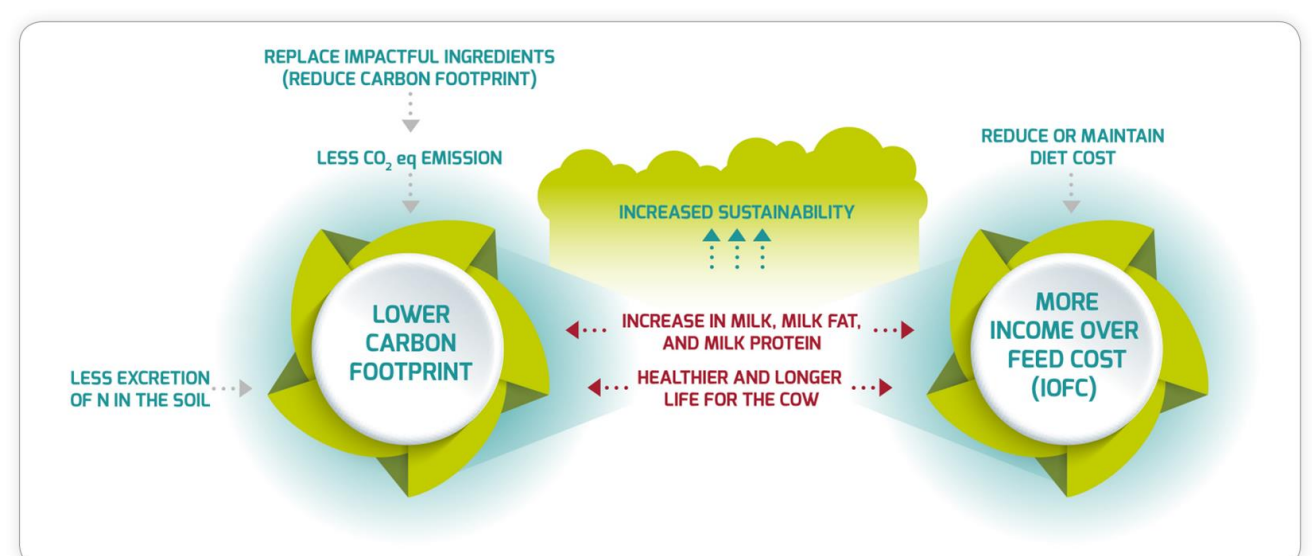 REPLACE IMPACTFUL INGREDIENTS
(REDUCE CARBON FOOTPRINT)
LESS CO₂ eq EMISSION
REDUCE OR MAINTAIN
DIET COST
INCREASED SUSTAINABILITY
LOWER
CARBON
FOOTPRINT
INCREASE IN MILK, MILK FAT,
AND MILK PROTEIN
MORE
INCOME OVER
FEED COST
(IOFC)
LESS EXCRETION
OF N IN THE SOIL
HEALTHIER AND LONGER
LIFE FOR THE COW